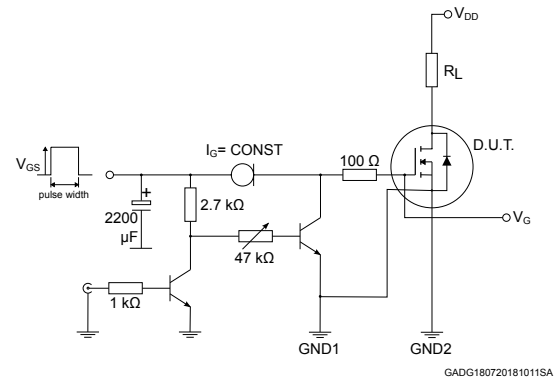 VDD
RL
IG= CONST
D.U.T.
100 Ω
VGS
pulse width
+
2200
μF
2.7 kΩ
VG
47 kΩ
1 kΩ
GND1
GND2
GADG180720181011SA